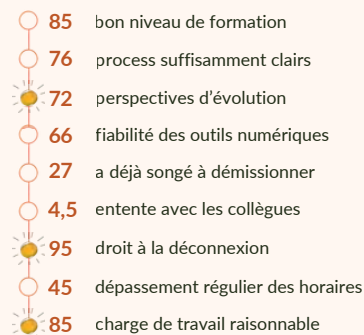 85 bon niveau de formation
76 process suffisamment clairs
72 perspectives d'évolution
66 fiabilité des outils numériques
27 a déjà songé à démissionner
4,5 entente avec les collègues
95 droit à la déconnexion
45 dépassement régulier des horaires
85 charge de travail raisonnable